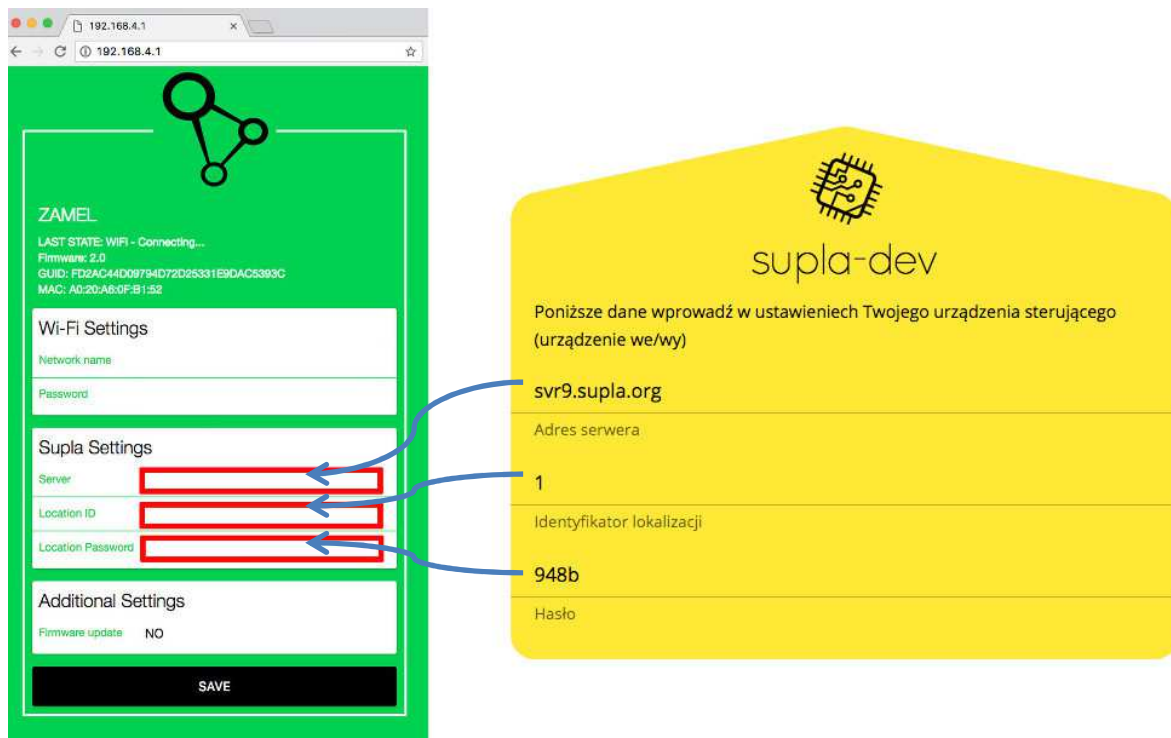 192.168.4.1
192.168.4.1
ZAMEL
LAST STATE: WIFI - Connecting...
Firmware: 2.0
GUID: FD2AC44D09794D72D25331E9DAC5393C
MAC: A0:20:A6:0F:B1:52
Wi-Fi Settings
Network name
Password
Supla Settings
Server
Location ID
Location Password
Additional Settings
Firmware update NO
SAVE
supla-dev
Poniższe dane wprowadź w ustawieniech Twojego urządzenia sterującego
(urządzenie we/wy)
svr9.supla.org
Adres serwera
1
Identyfikator lokalizacji
948b
Hasło